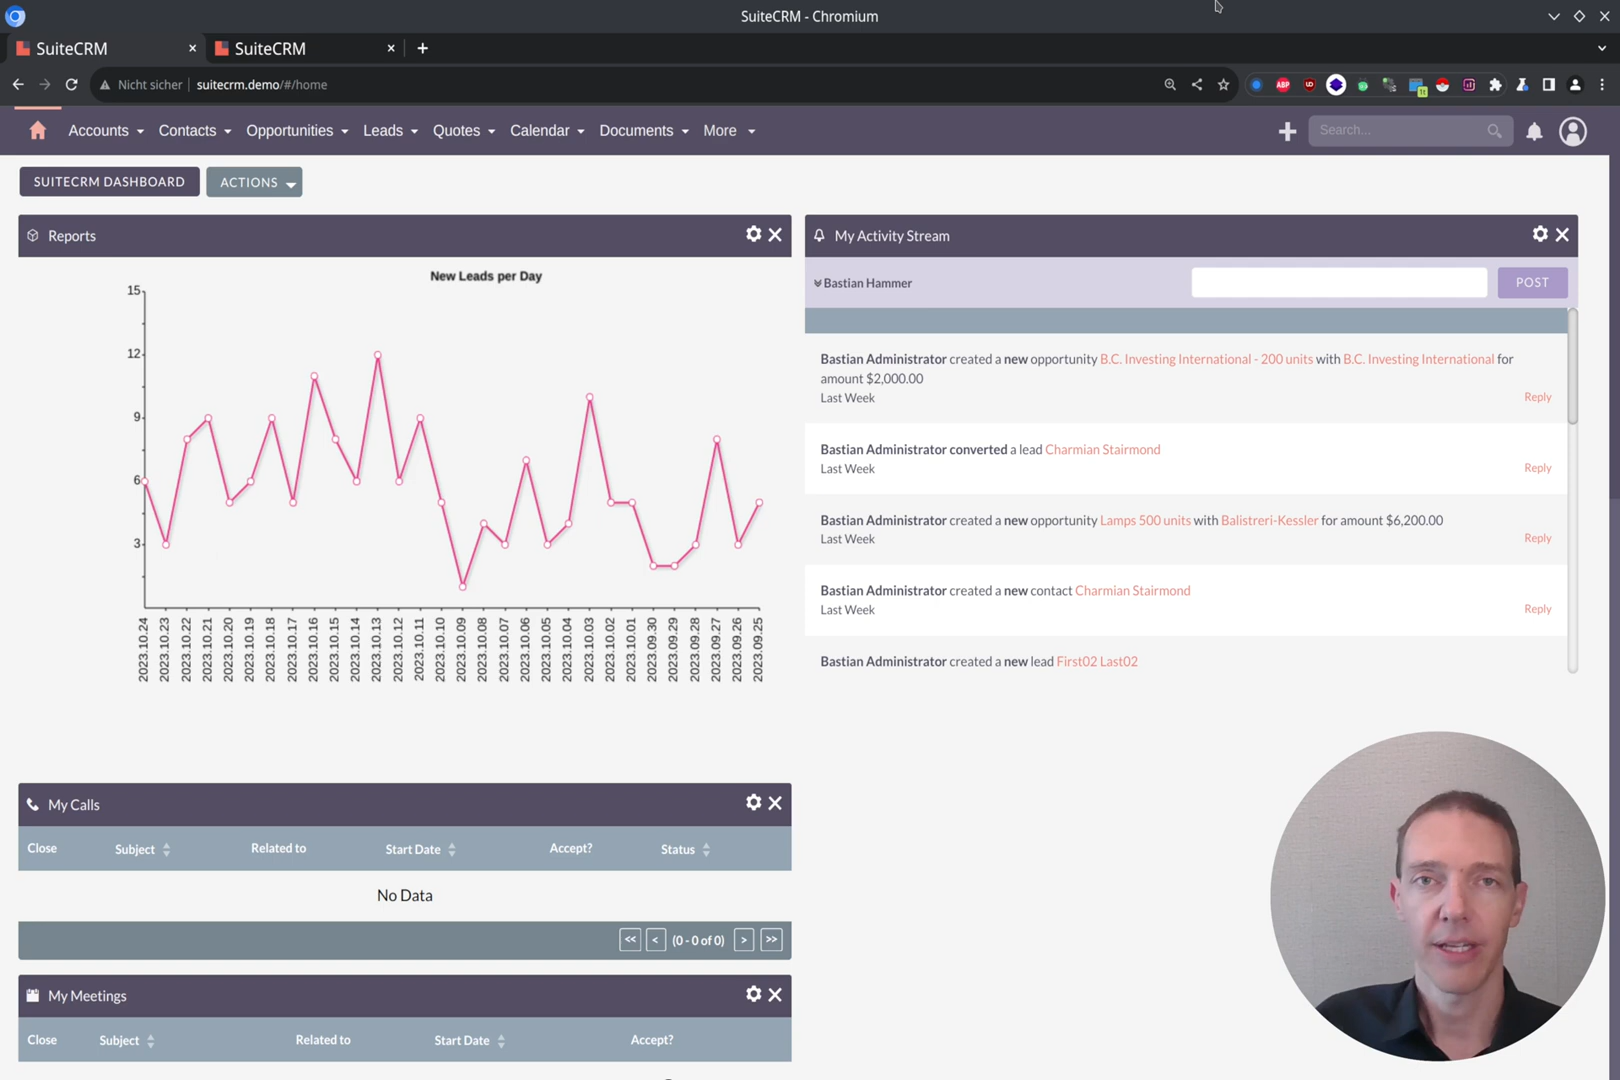 SuiteCRM - Chromium
SuiteCRM
SuiteCRM
Nicht sicher suitecrm.demo/#/home
Accounts Contacts Opportunities Leads Quotes Calendar Documents More Search...
SUITECRM DASHBOARD ACTIONS
Reports
New Leads per Day
15
12
9
6
3
2023.10.24 2023.10.23 2023.10.22 2023.10.21 2023.10.20 2023.10.19 2023.10.18 2023.10.17 2023.10.16 2023.10.15 2023.10.14 2023.10.13 2023.10.12 2023.10.11 2023.10.10 2023.10.09 2023.10.08 2023.10.07 2023.10.06 2023.10.05 2023.10.04 2023.10.03 2023.10.02 2023.10.01 2023.09.30 2023.09.29 2023.09.28 2023.09.27 2023.09.26 2023.09.25
My Activity Stream
Bastian Hammer POST
Bastian Administrator created a new opportunity B.C. Investing International - 200 units with B.C. Investing International for
amount $2,000.00
Last Week Reply
Bastian Administrator converted a lead Charmian Stairmond
Last Week Reply
Bastian Administrator created a new opportunity Lamps 500 units with Balistreri-Kessler for amount $6,200.00
Last Week Reply
Bastian Administrator created a new contact Charmian Stairmond
Last Week Reply
Bastian Administrator created a new lead First02 Last02
My Calls
Close Subject Related to Start Date Accept? Status
No Data
<< < (0 - 0 of 0) > >>
My Meetings
Close Subject Related to Start Date Accept?